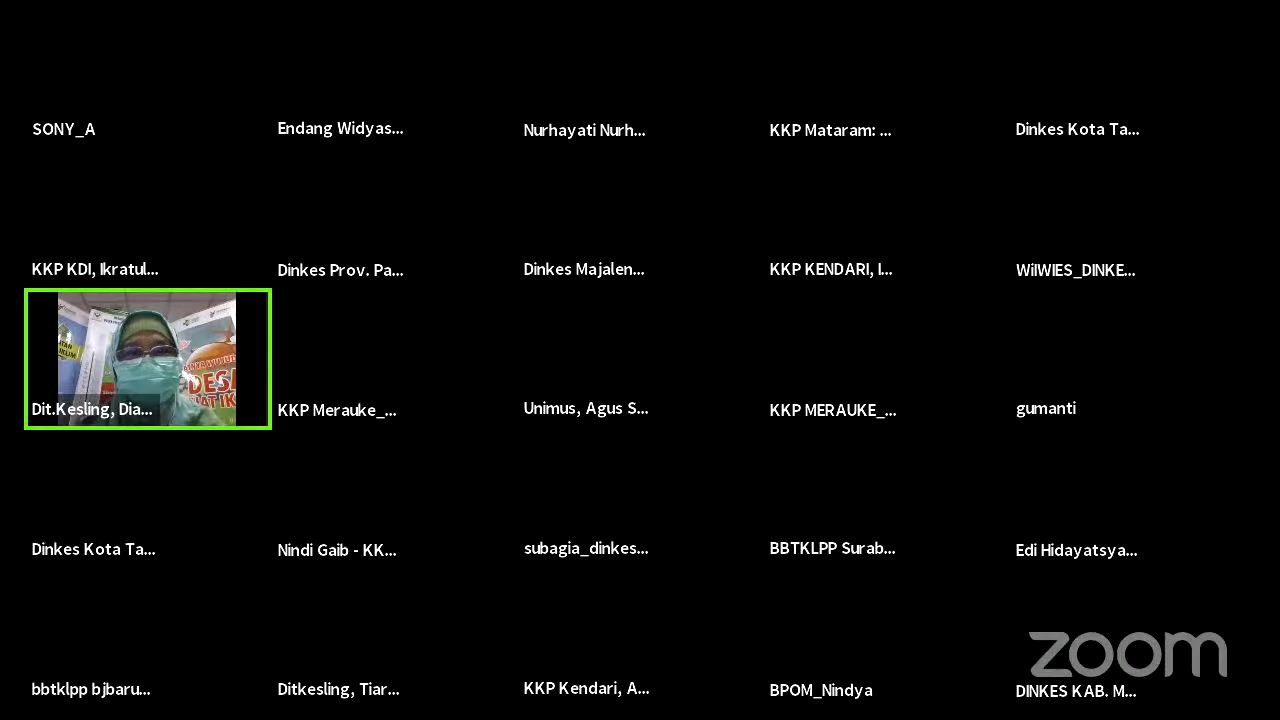 SONY_A
Endang Widyas...
Nurhayati Nurh...
KKP Mataram: ...
Dinkes Kota Ta...
KKP KDI, Ikratul...
Dinkes Prov. Pa...
Dinkes Majalen...
KKP KENDARI, I...
WilWIES_DINKE...
DESA
Dit.Kesling, Dia...
KKP Merauke_...
Unimus, Agus S...
KKP MERAUKE_...
gumanti
Dinkes Kota Ta...
Nindi Gaib - KK...
subagia_dinkes...
BBTKLPP Surab...
Edi Hidayatsya...
zoom
bbtklpp bjbaru...
Ditkesling, Tiar...
KKP Kendari, A...
BPOM_Nindya
DINKES KAB. M...